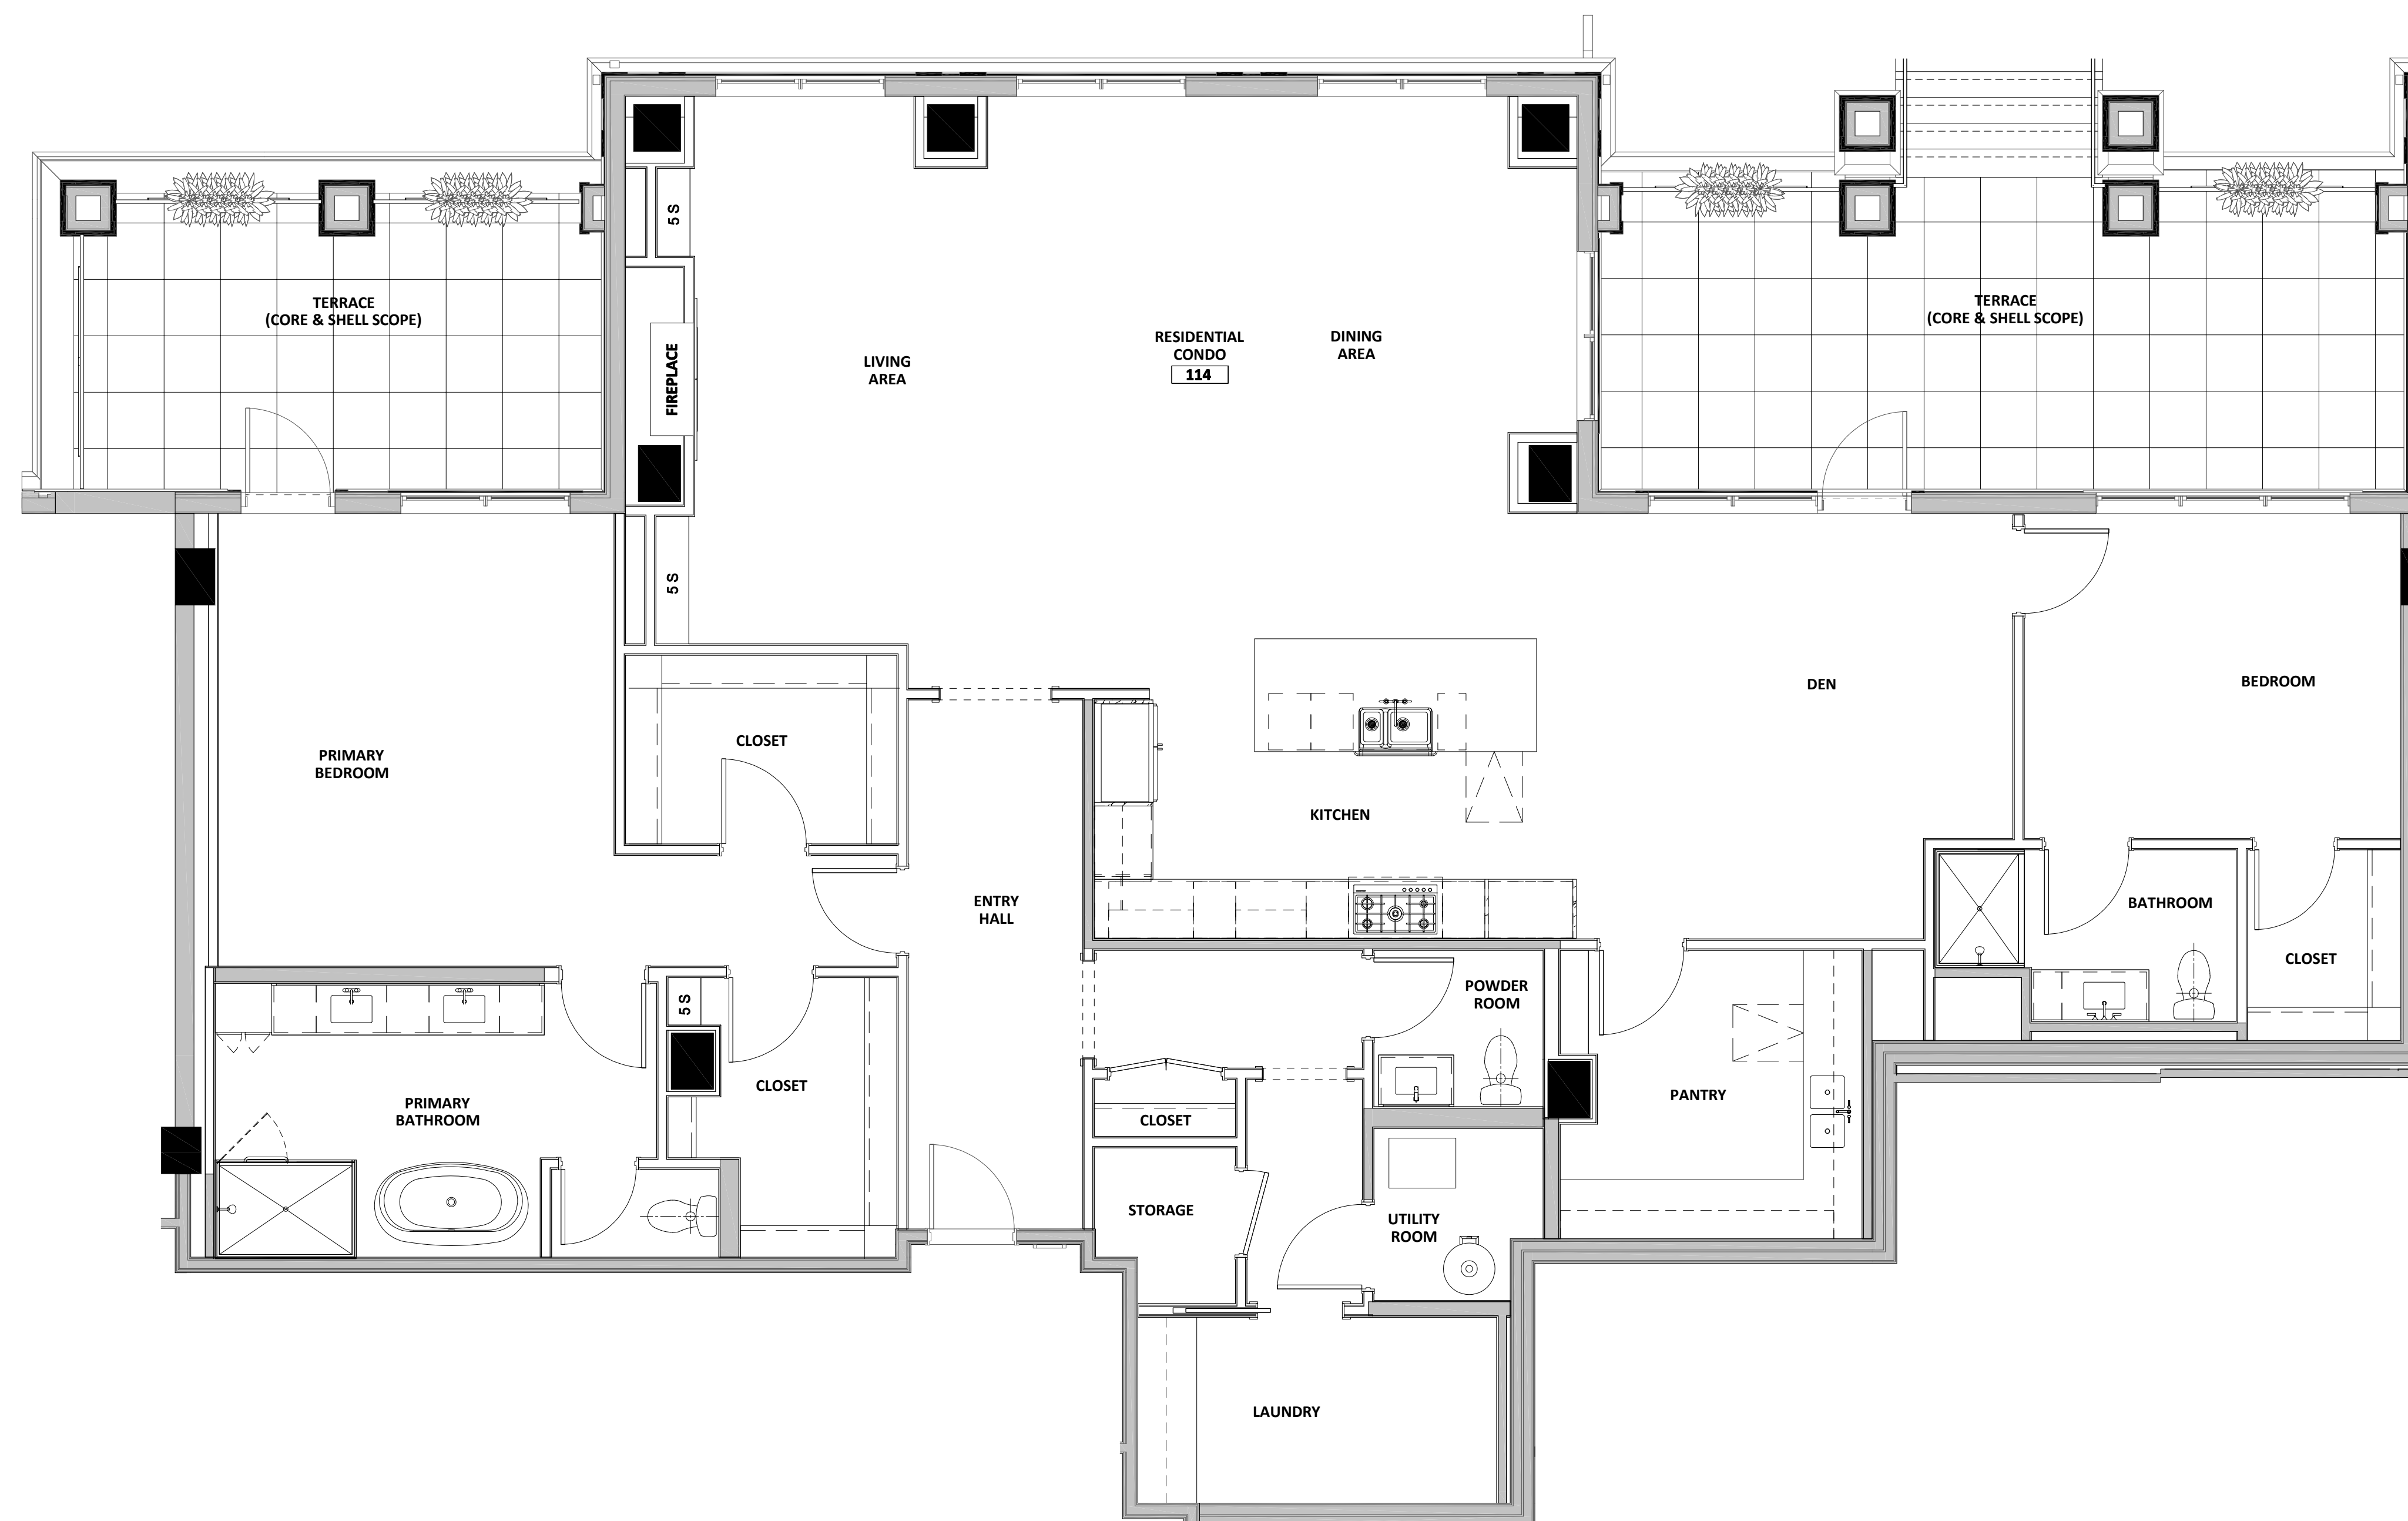 TERRACE
(CORE & SHELL SCOPE)
5 S
FIREPLACE
LIVING
AREA
RESIDENTIAL
CONDO
114
DINING
AREA
TERRACE
(CORE & SHELL SCOPE)
5 S
PRIMARY
BEDROOM
CLOSET
KITCHEN
DEN
BEDROOM
ENTRY
HALL
BATHROOM
CLOSET
5 S
POWDER
ROOM
PRIMARY
BATHROOM
CLOSET
CLOSET
PANTRY
STORAGE
UTILITY
ROOM
LAUNDRY